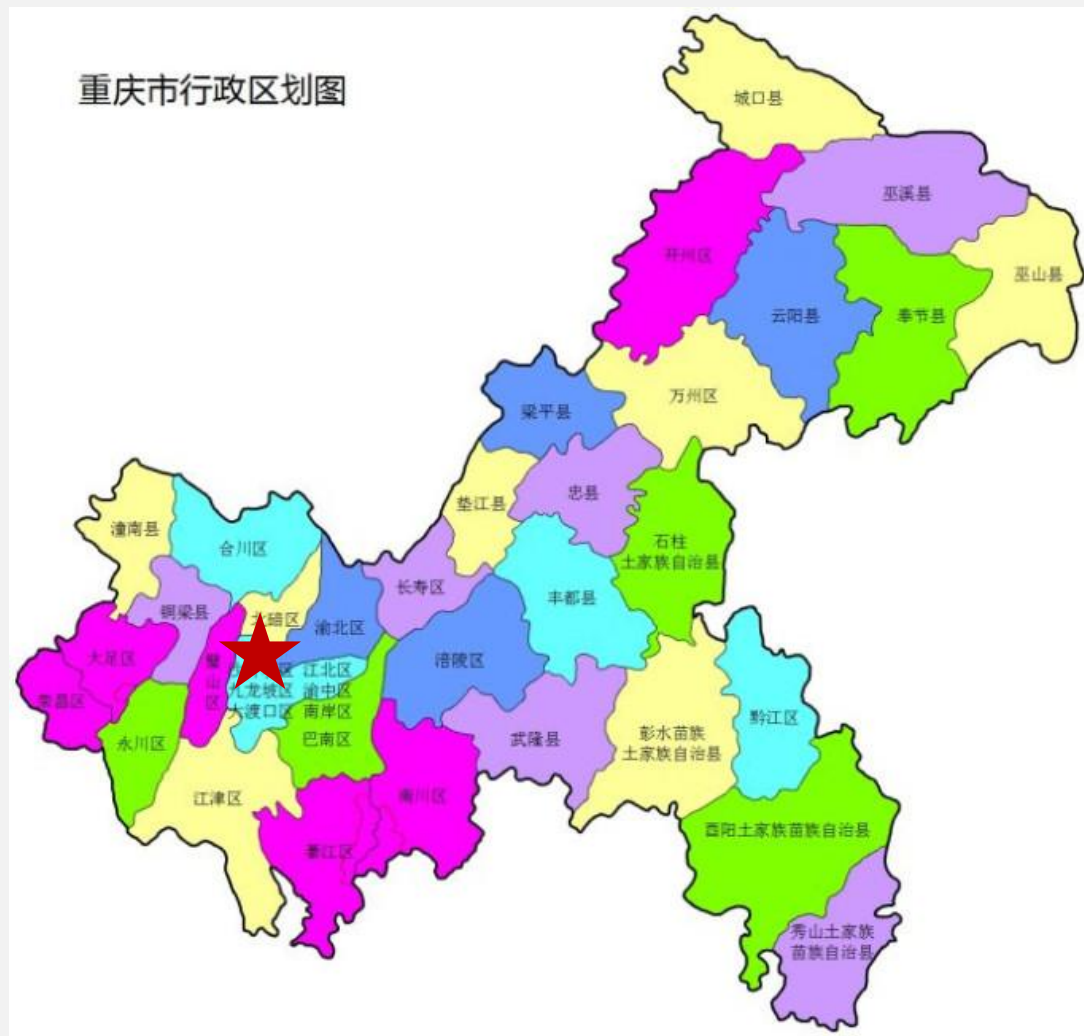 重庆市行政区划图
城口县
巫溪县
开州区
巫山县
云阳县
奉节县
万州区
梁平县
忠县
垫江县
石柱
土家族自治县
潼南县
合川区
长寿区
丰都县
铜梁县
渝北区
大足区
璧山区
涪陵区
江北区
荣昌区
九龙坡区
渝中区
大渡口区
南岸区
永川区
巴南区
武隆县
彭水苗族
土家族自治县
黔江区
江津区
南川区
綦江区
酉阳土家族苗族自治县
秀山土家族
苗族自治县